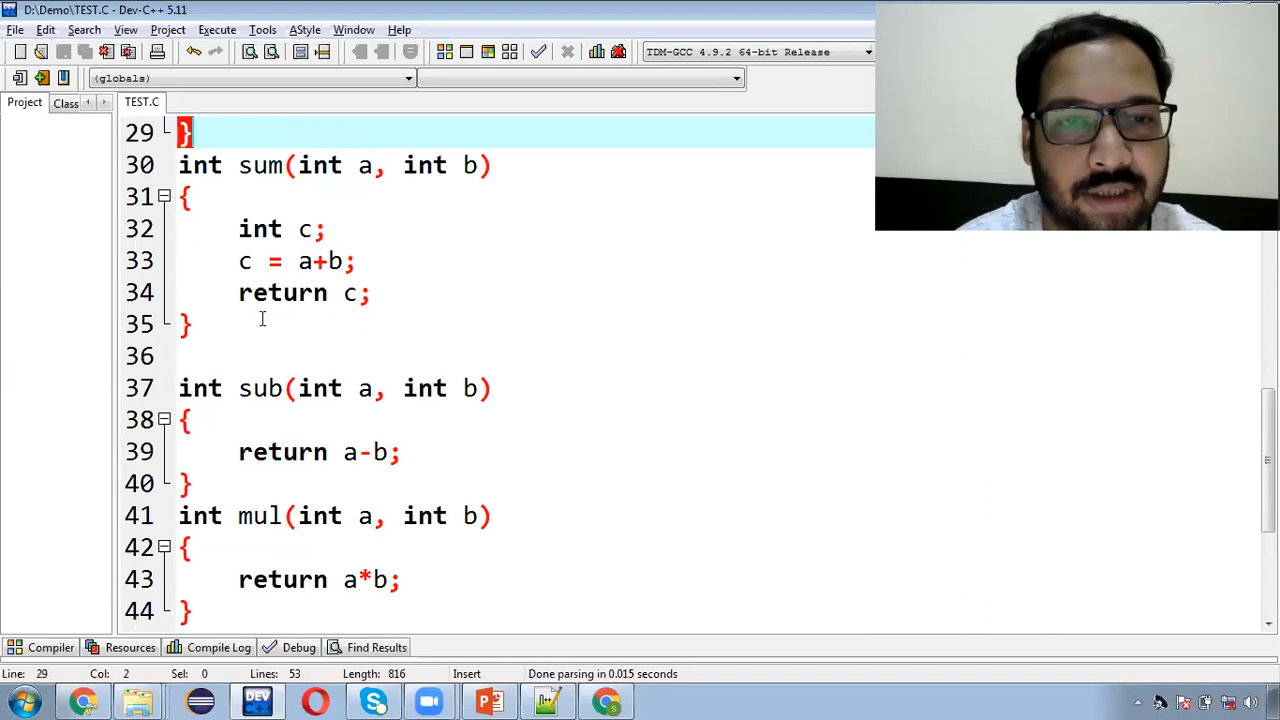 D:\Demo\TEST.C - Dev-C++ 5.11
File Edit Search View Project Execute Tools AStyle Window Help
TDM-GCC 4.9.2 64-bit Release
(globals)
Project Class TEST.C
29 }
30 int sum(int a, int b)
31 {
32 int c;
33 c = a+b;
34 return c;
35 }
36
37 int sub(int a, int b)
38 {
39 return a-b;
40 }
41 int mul(int a, int b)
42 {
43 return a*b;
44 }
Compiler Resources Compile Log Debug Find Results
Line: 29 Col: 2 Sel: 0 Lines: 53 Length: 816 Insert Done parsing in 0.015 seconds
DEV C++